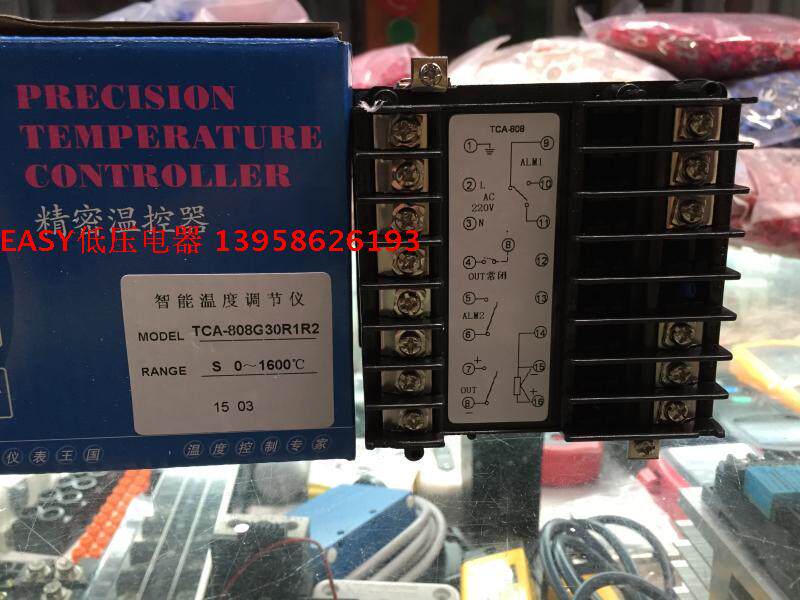 PRECISION
TEMPERATURE
CONTROLLER
精密温控器
EASY低压电器 13958626193
智能温度调节仪
MODEL TCA-808G30R1R2
RANGE S 0～1600℃
15 03
仪表王国 温度控制专家
TCA-808
1 9
ALM1
2 L 10
AC
220V
3 N 11
8
4 12
OUT常闭
5 13
ALM2
6 14
7 + 15
OUT +
8 16
−